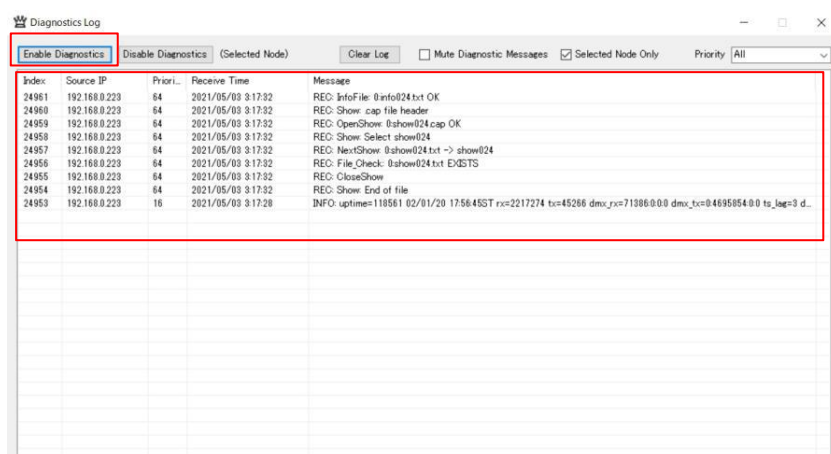 Diagnostics Log
Enable Diagnostics Disable Diagnostics (Selected Node) Clear Log Mute Diagnostic Messages Selected Node Only Priority All
Index Source IP Priori... Receive Time Message
24961 192.168.0.223 64 2021/05/03 3:17:32 REC: InfoFile: 0:info024.txt OK
24960 192.168.0.223 64 2021/05/03 3:17:32 REC: Show: .cap file header
24959 192.168.0.223 64 2021/05/03 3:17:32 REC: OpenShow: 0:show024.cap OK
24958 192.168.0.223 64 2021/05/03 3:17:32 REC: Show: Select show024
24957 192.168.0.223 64 2021/05/03 3:17:32 REC: NextShow: 0:show024.txt -> show024
24956 192.168.0.223 64 2021/05/03 3:17:32 REC: File_Check: 0:show024.txt EXISTS
24955 192.168.0.223 64 2021/05/03 3:17:32 REC: CloseShow
24954 192.168.0.223 64 2021/05/03 3:17:32 REC: Show: End of file
24953 192.168.0.223 16 2021/05/03 3:17:28 INFO: uptime=118561 02/01/20 17:56:45ST rx=2217274 tx=45266 dmx_rx=71386:0:0:0 dmx_tx=0:4695854:0:0 ts_lag=3 d...